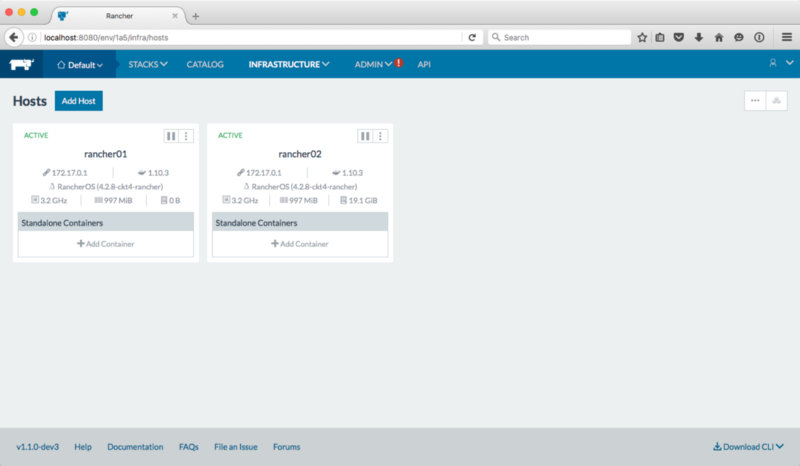 Rancher
localhost:8080/env/1a5/infra/hosts
Search
Default STACKS CATALOG INFRASTRUCTURE ADMIN ! API
Hosts Add Host
ACTIVE ACTIVE
rancher01 rancher02
172.17.0.1 1.10.3 172.17.0.1 1.10.3
RancherOS (4.2.8-ckt4-rancher) RancherOS (4.2.8-ckt4-rancher)
3.2 GHz 997 MiB 0 B 3.2 GHz 997 MiB 19.1 GiB
Standalone Containers Standalone Containers
Add Container Add Container
v1.1.0-dev3 Help Documentation FAQs File an Issue Forums Download CLI